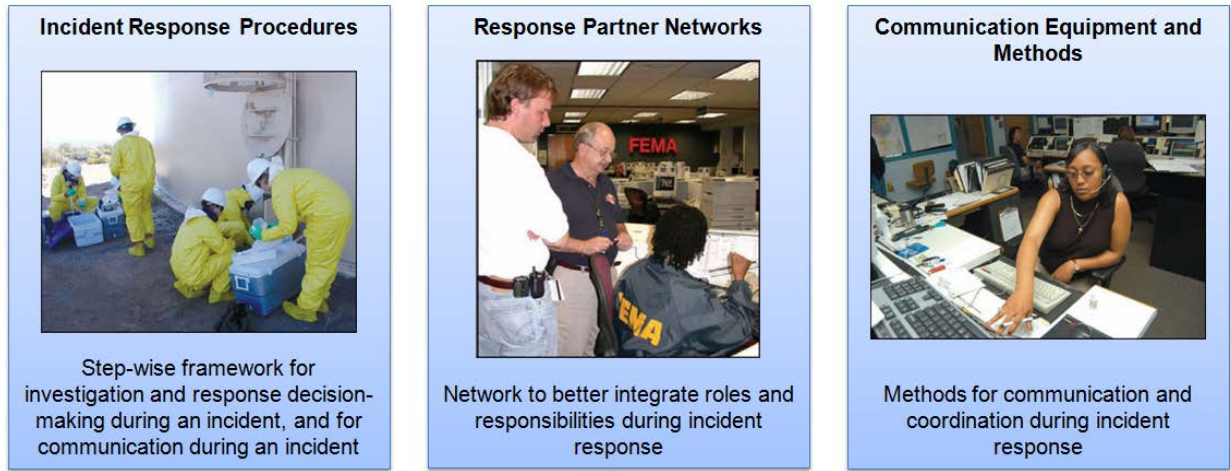 Incident Response Procedures
Step-wise framework for
investigation and response decision-
making during an incident, and for
communication during an incident
Response Partner Networks
FEMA
FEMA
Network to better integrate roles and
responsibilities during incident
response
Communication Equipment and
Methods
Methods for communication and
coordination during incident
response